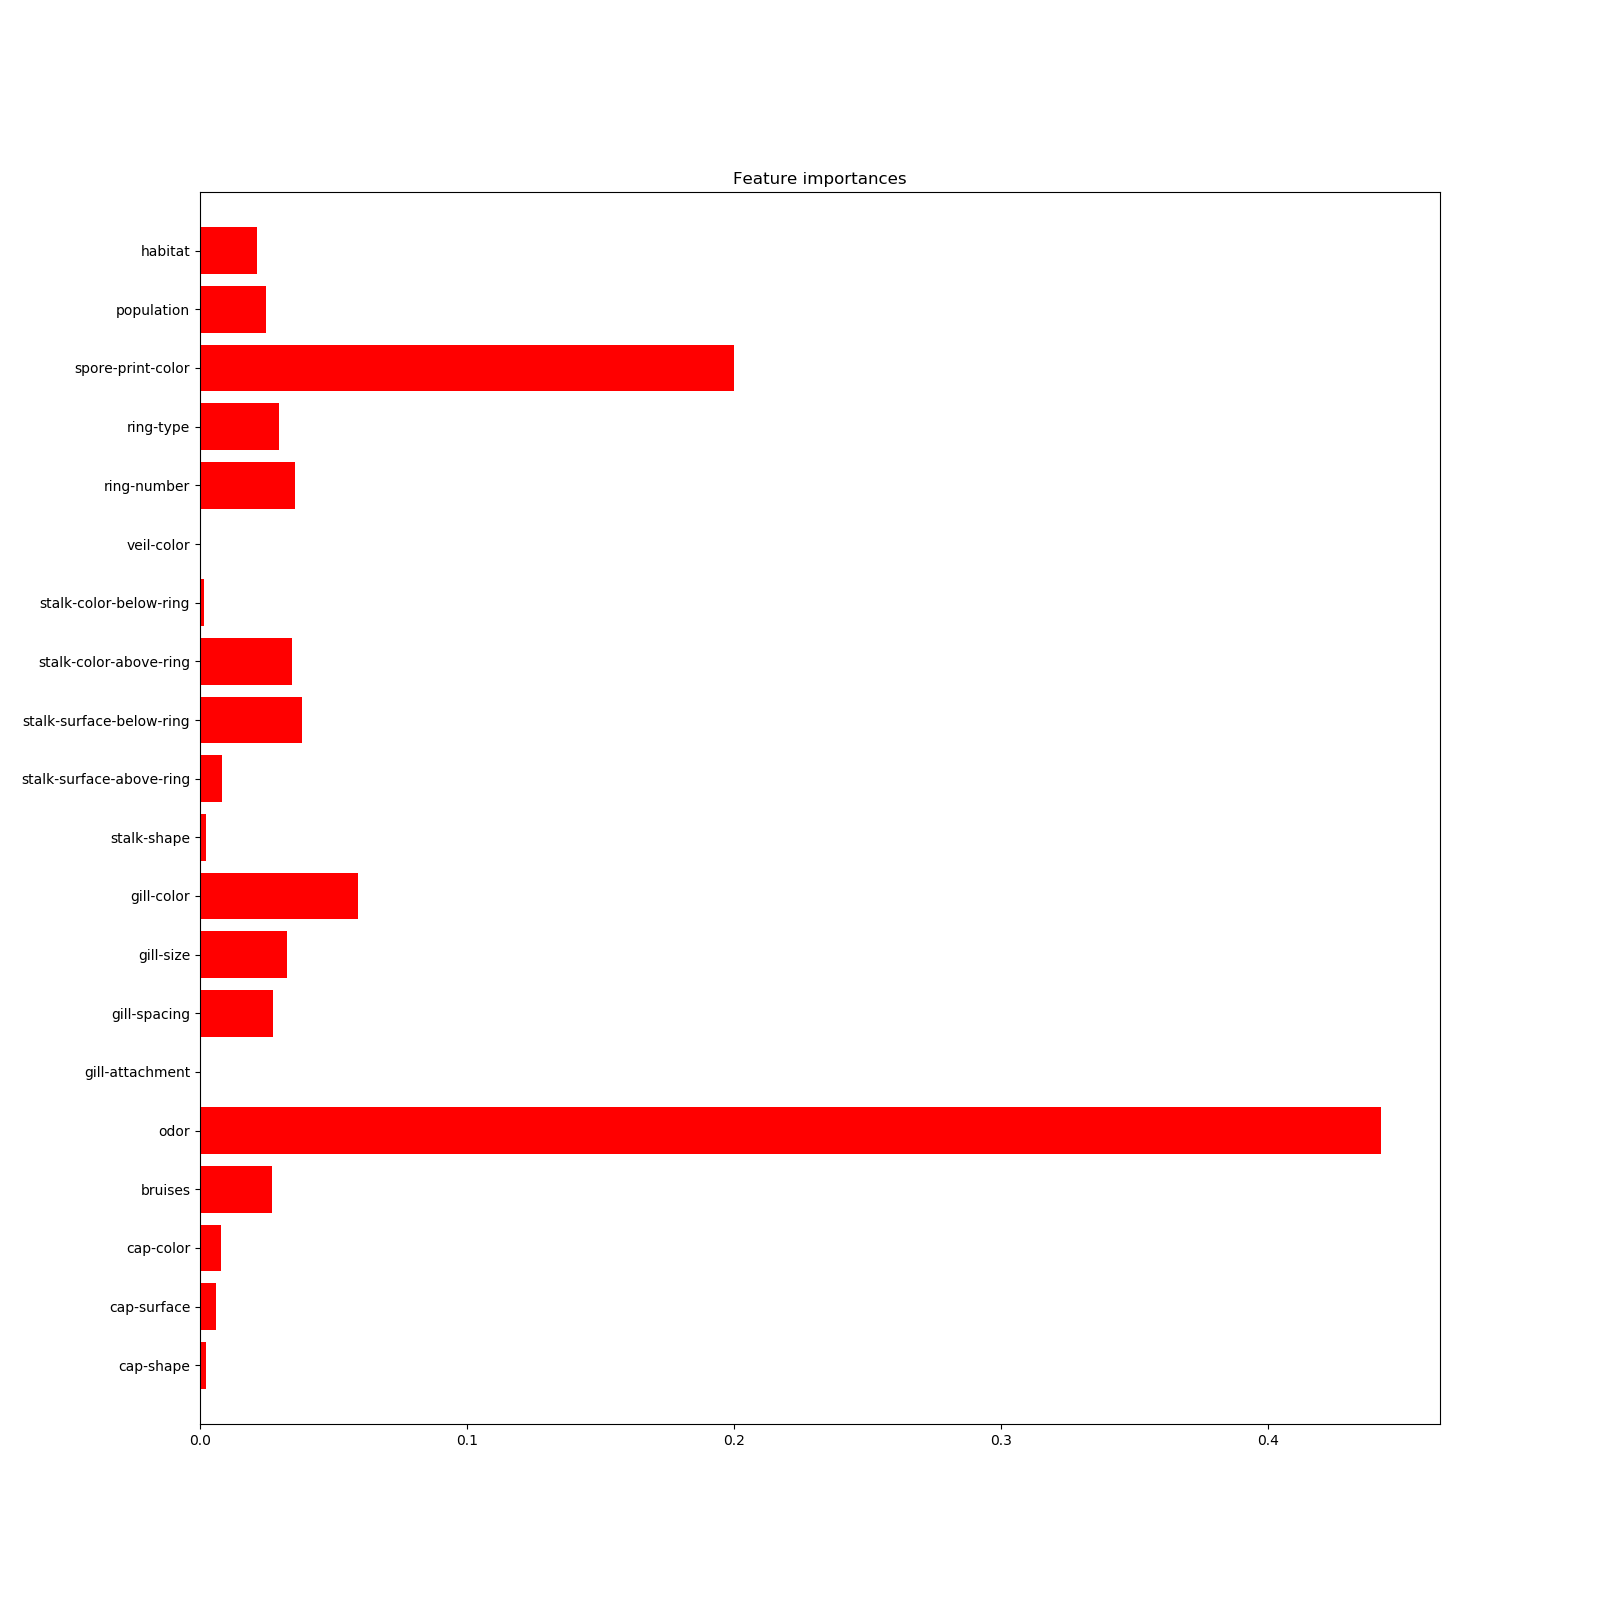 Feature importances
habitat
population
spore-print-color
ring-type
ring-number
veil-color
stalk-color-below-ring
stalk-color-above-ring
stalk-surface-below-ring
stalk-surface-above-ring
stalk-shape
gill-color
gill-size
gill-spacing
gill-attachment
odor
bruises
cap-color
cap-surface
cap-shape
0.0 0.1 0.2 0.3 0.4